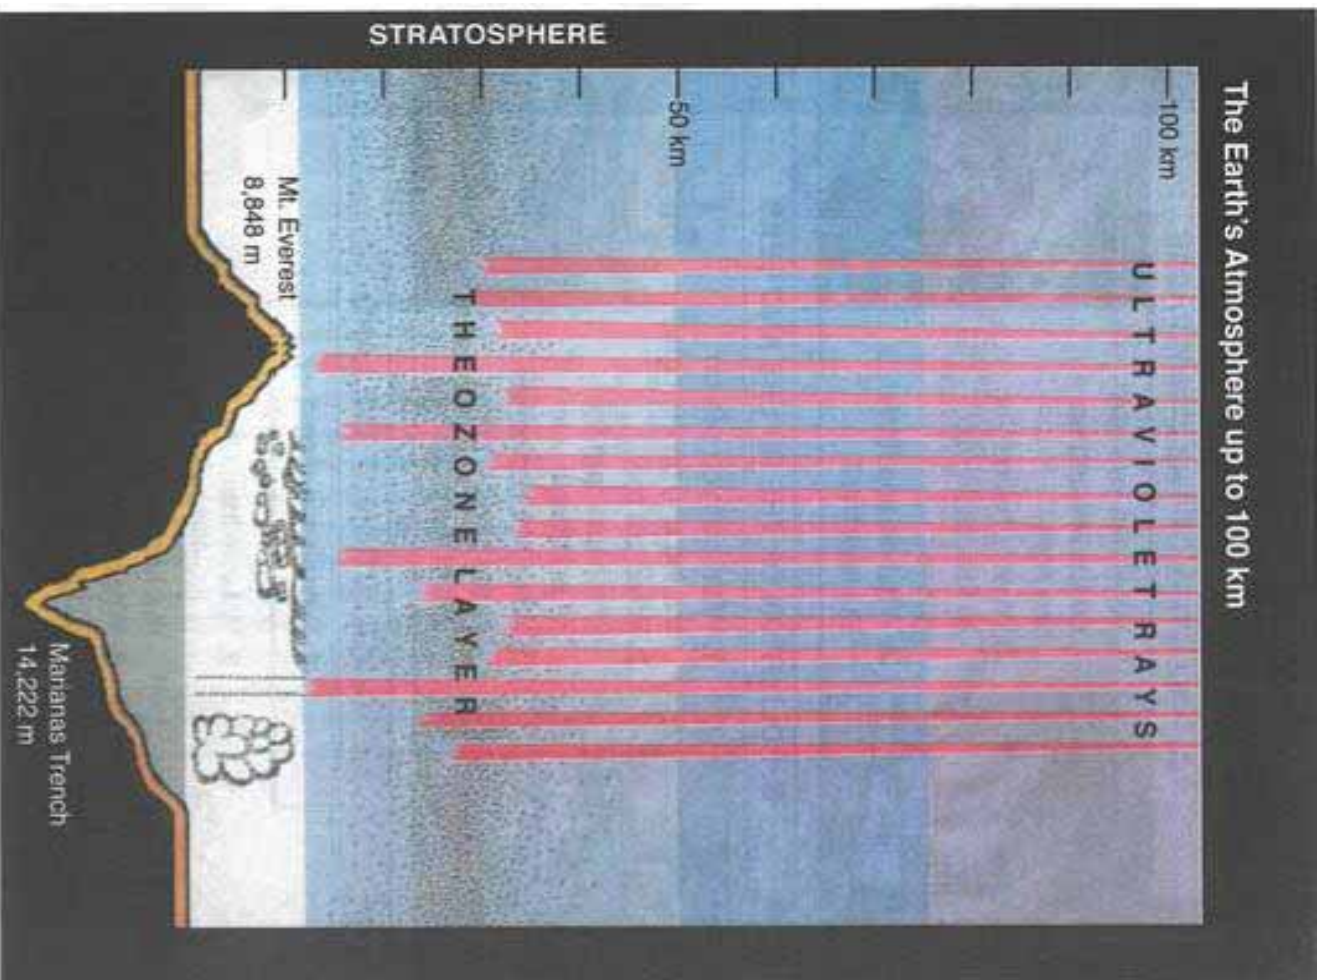 The Earth's Atmosphere up to 100 km
100 km
ULTRAVIOLET RAYS
50 km
STRATOSPHERE
THE OZONE LAYER
Mt. Everest
8,848 m
Marianas Trench
14,222 m